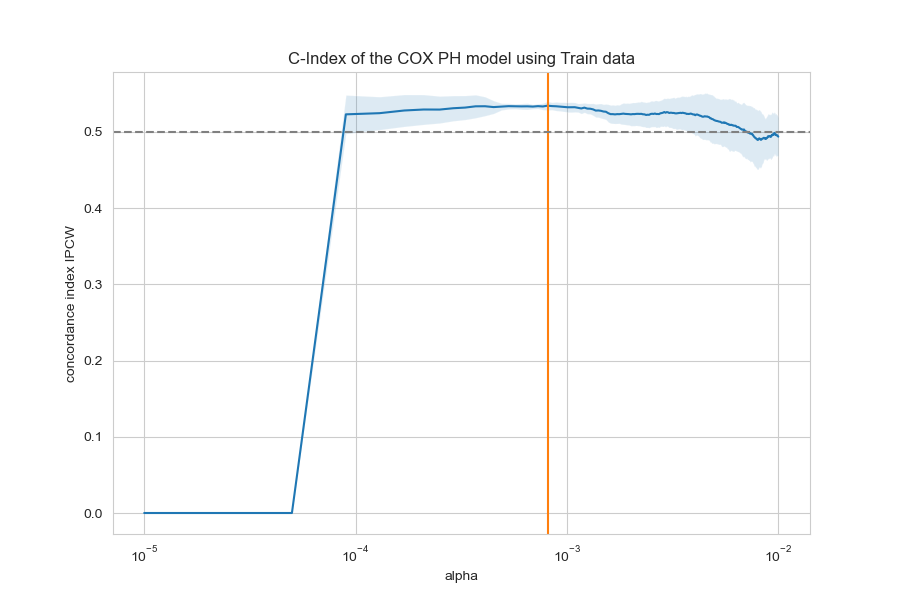 C-Index of the COX PH model using Train data
concordance index IPCW
0.5
0.4
0.3
0.2
0.1
0.0
10⁻⁵ 10⁻⁴ 10⁻³ 10⁻²
alpha